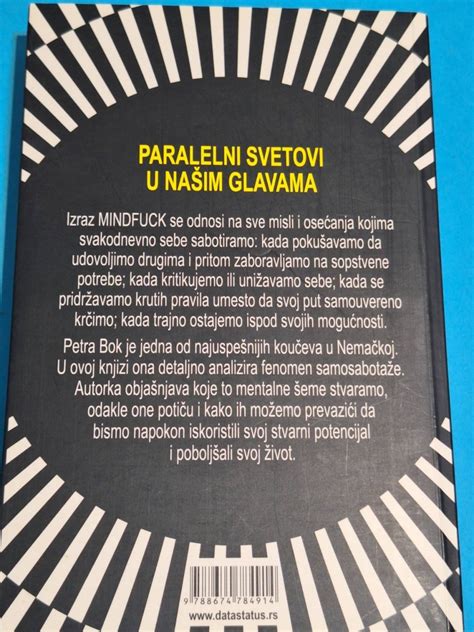 PARALELNI SVETOVI
U NAŠIM GLAVAMA
Izraz MINDFUCK se odnosi na sve misli i osećanja kojima
svakodnevno sebe sabotiramo: kada pokušavamo da
udovoljimo drugima i pritom zaboravljamo na sopstvene
potrebe; kada kritikujemo ili unižavamo sebe; kada se
pridržavamo krutih pravila umesto da svoj put samouvereno
krčimo; kada trajno ostajemo ispod svojih mogućnosti.
Petra Bok je jedna od najuspešnijih koučeva u Nemačkoj.
U ovoj knjizi ona detaljno analizira fenomen samosabotaže.
Autorka objašnjava koje to mentalne šeme stvaramo,
odakle one potiču i kako ih možemo prevazići da
bismo napokon iskoristili svoj stvarni potencijal
i poboljšali svoj život.
9 788674 784914
www.datastatus.rs